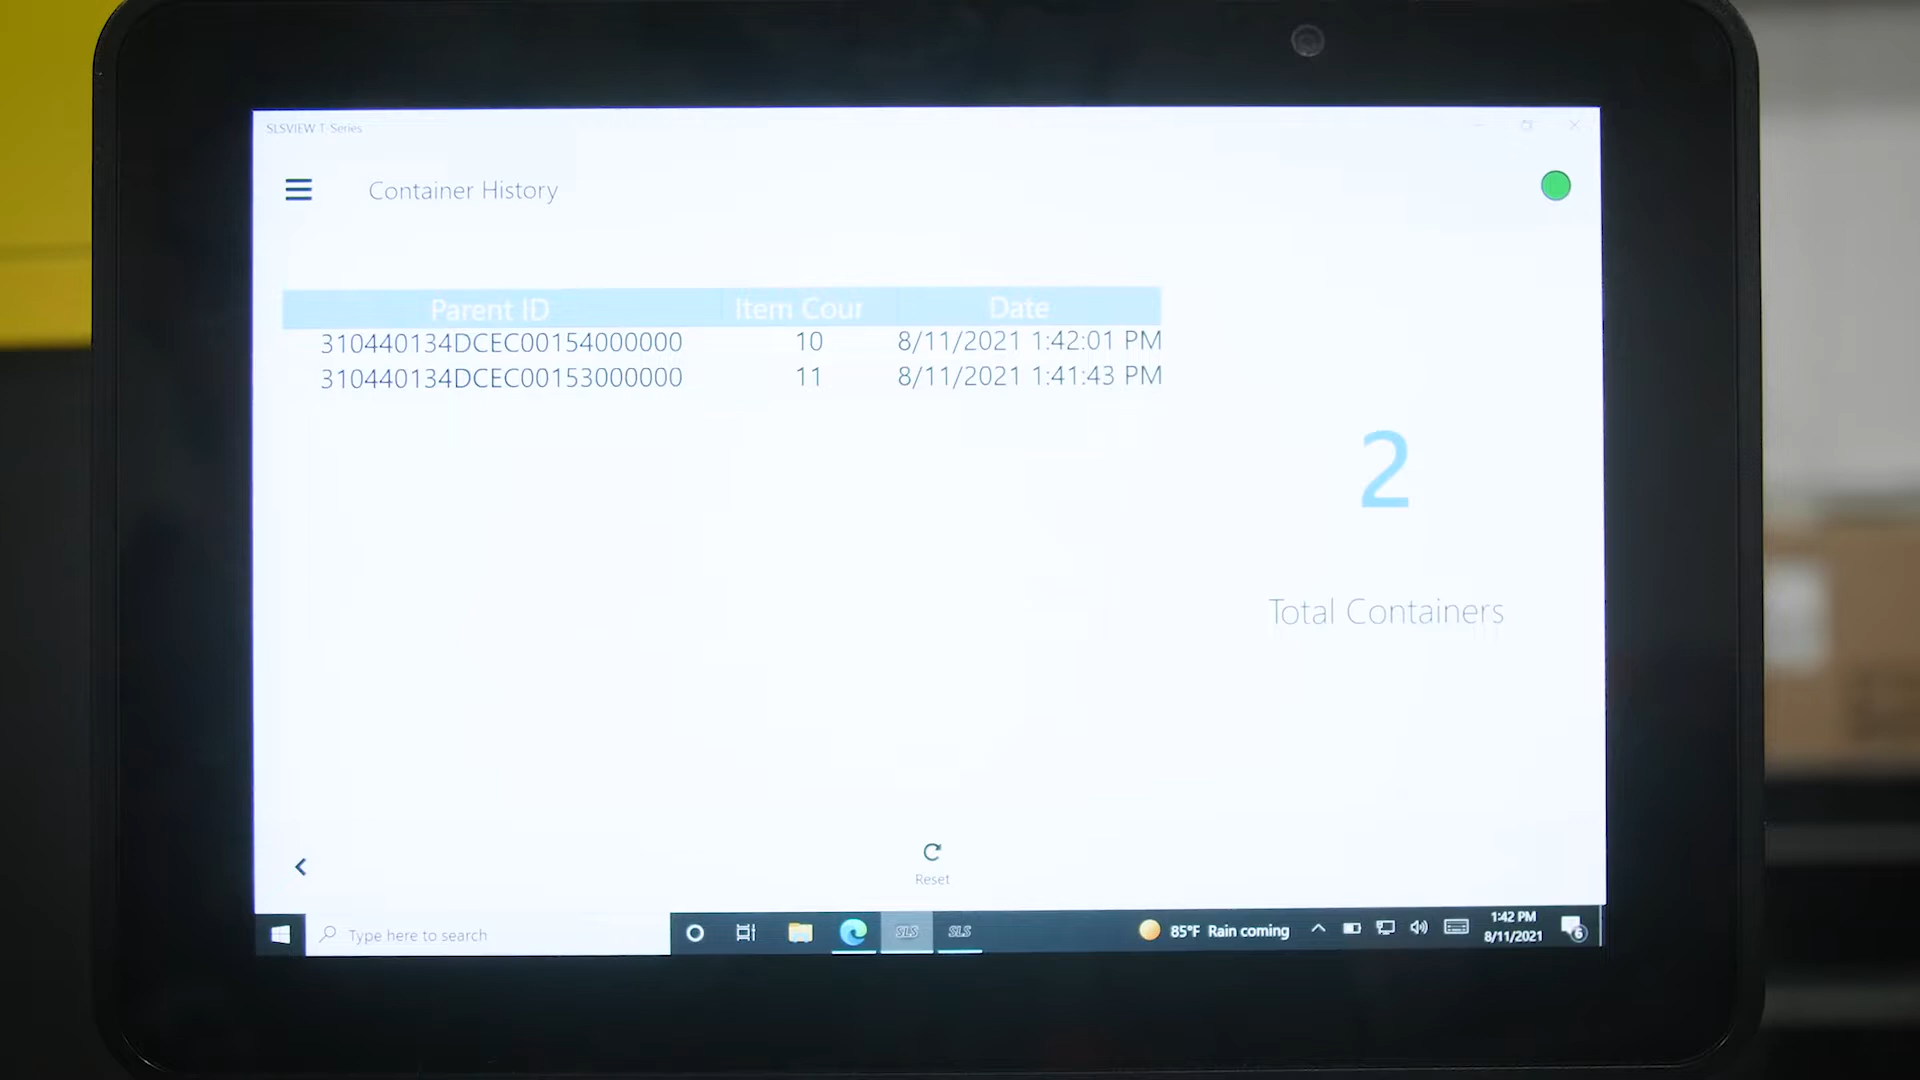 SLSVIEW T-Series
Container History
Parent ID Item Cour Date
310440134DCEC00154000000 10 8/11/2021 1:42:01 PM
310440134DCEC00153000000 11 8/11/2021 1:41:43 PM
2
Total Containers
Reset
Type here to search
SLS SLS
85°F Rain coming
1:42 PM
8/11/2021
6